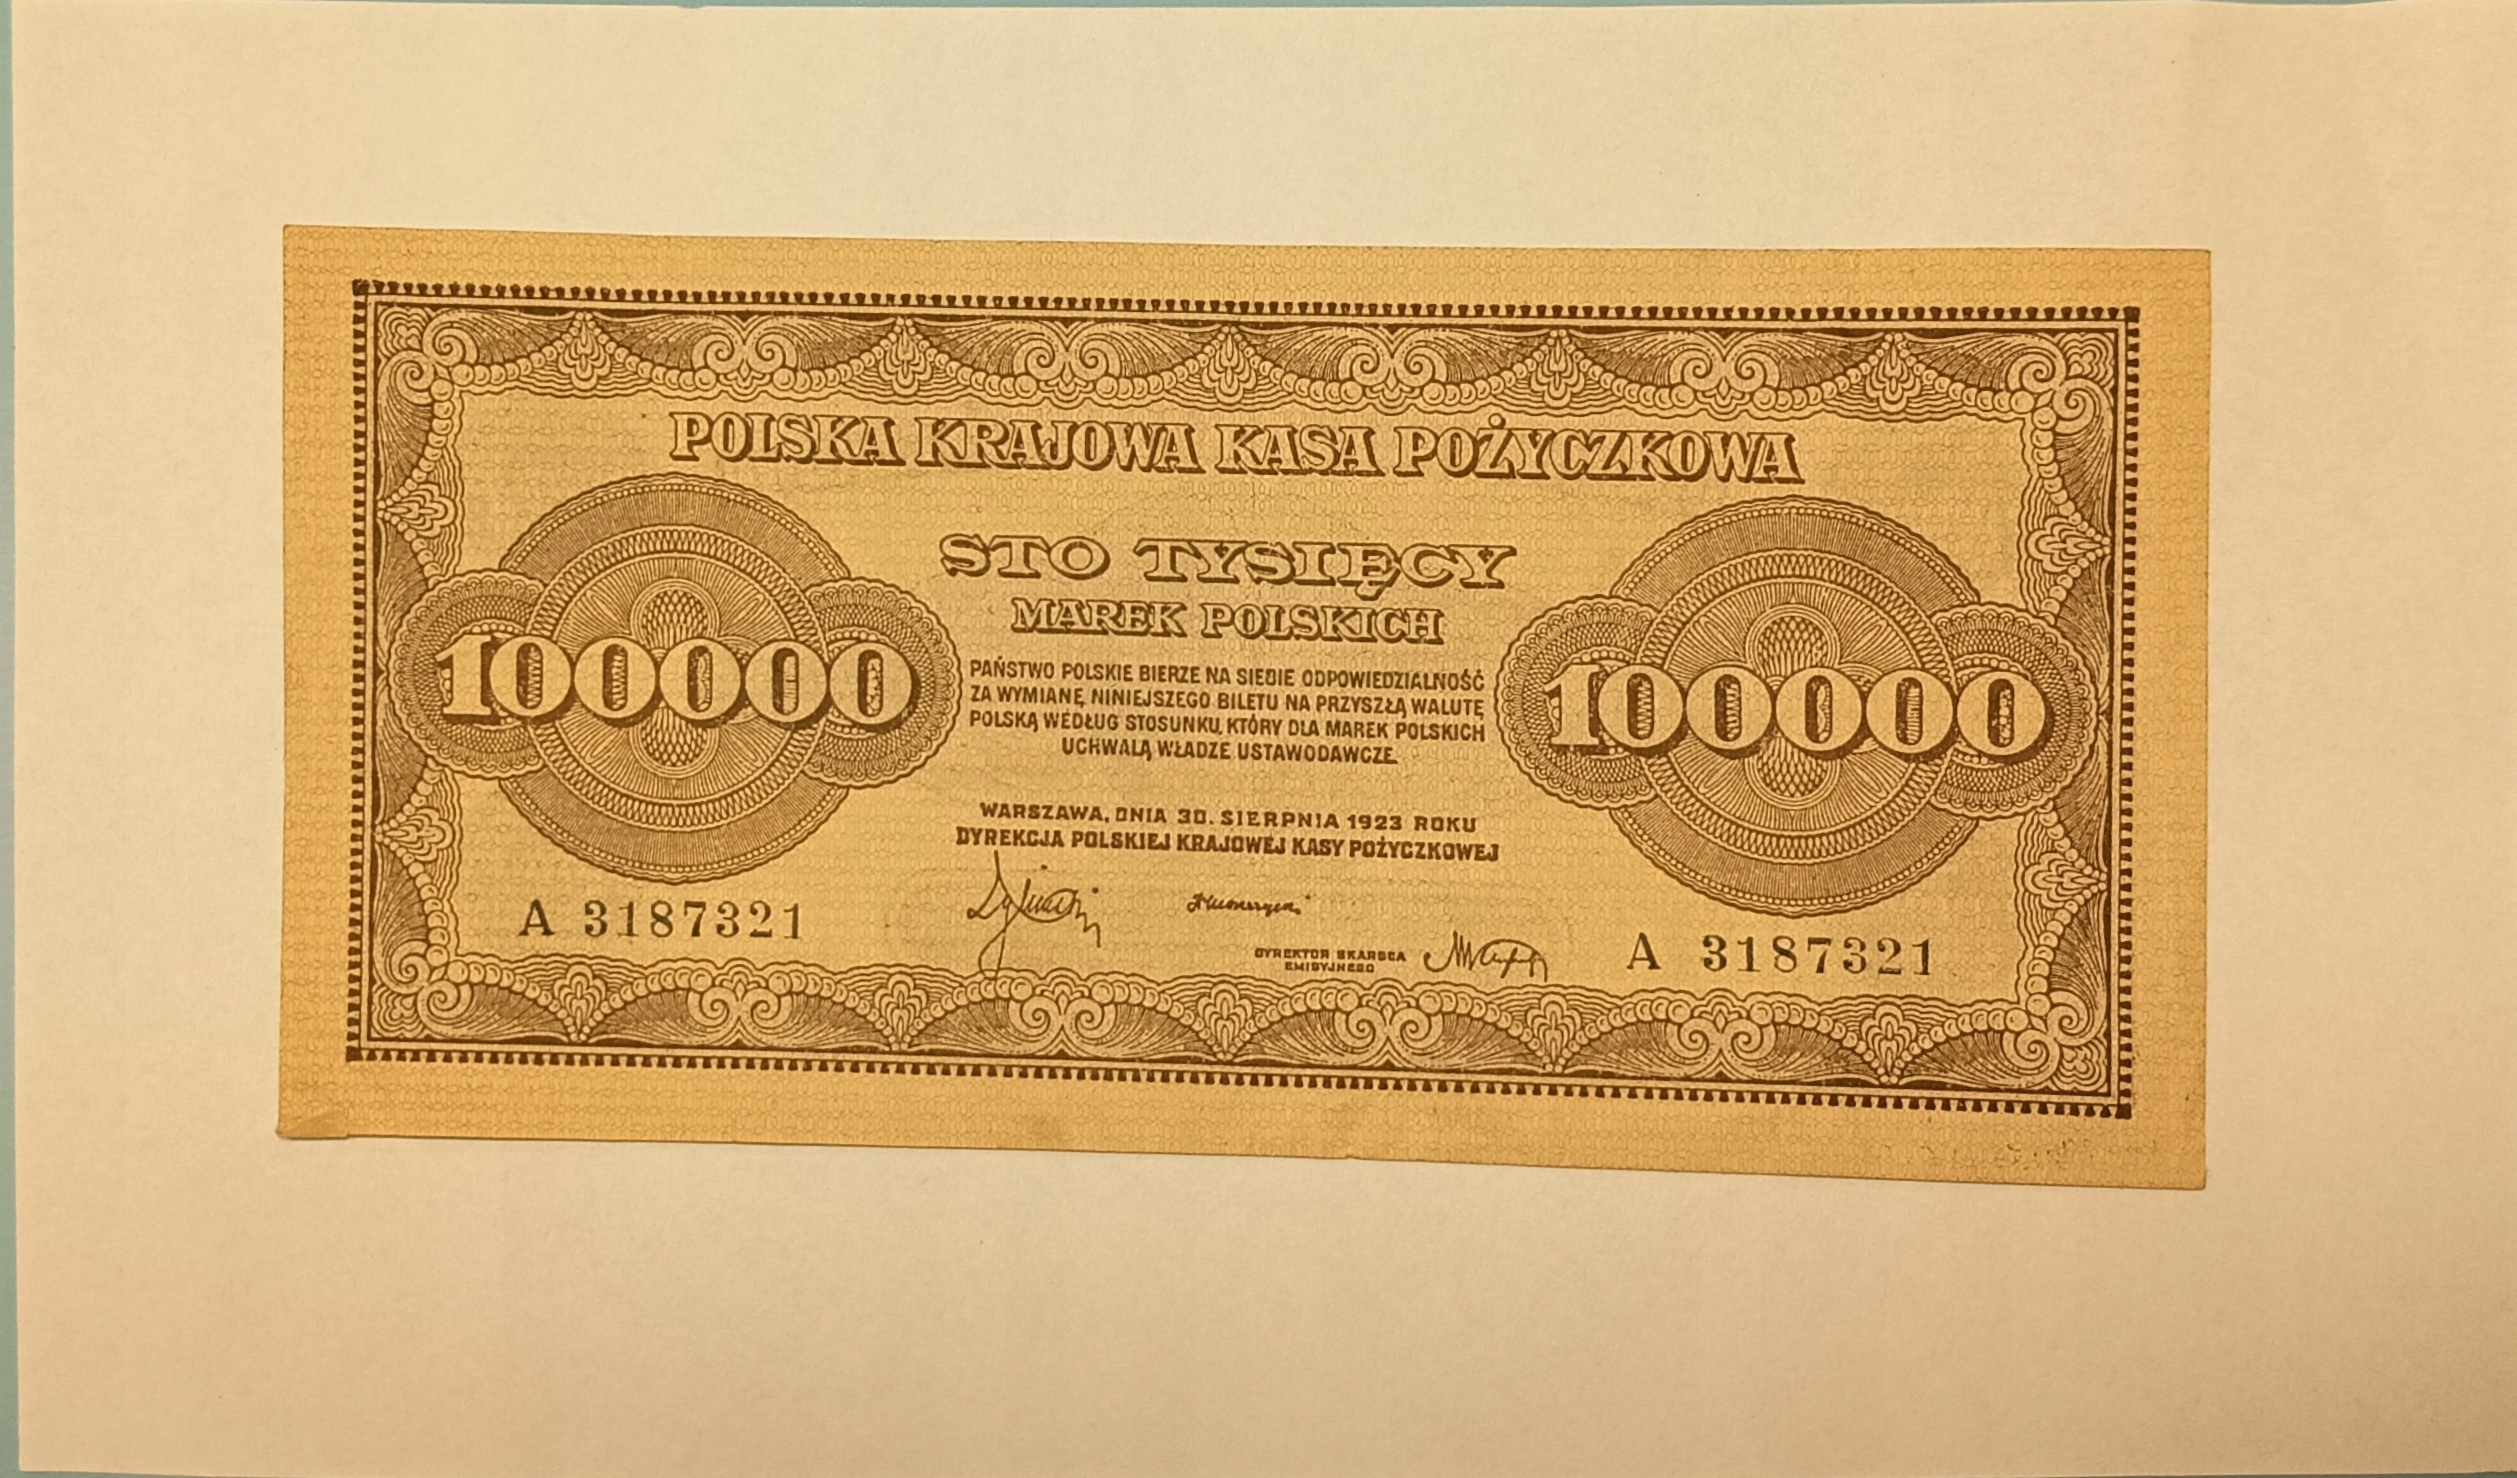 POLSKA KRAJOWA KASA POŻYCZKOWA
STO TYSIĘCY
MAREK POLSKICH
100000
100000
PAŃSTWO POLSKIE BIERZE NA SIEBIE ODPOWIEDZIALNOŚĆ
ZA WYMIANĘ NINIEJSZEGO BILETU NA PRZYSZŁĄ WALUTĘ
POLSKĄ WEDŁUG STOSUNKU, KTÓRY DLA MAREK POLSKICH
UCHWALĄ WŁADZE USTAWODAWCZE.
WARSZAWA, DNIA 30. SIERPNIA 1923 ROKU
DYREKCJA POLSKIEJ KRAJOWEJ KASY POŻYCZKOWEJ
A 3187321
DYREKTOR SKARBCA
EMISYJNEGO
A 3187321